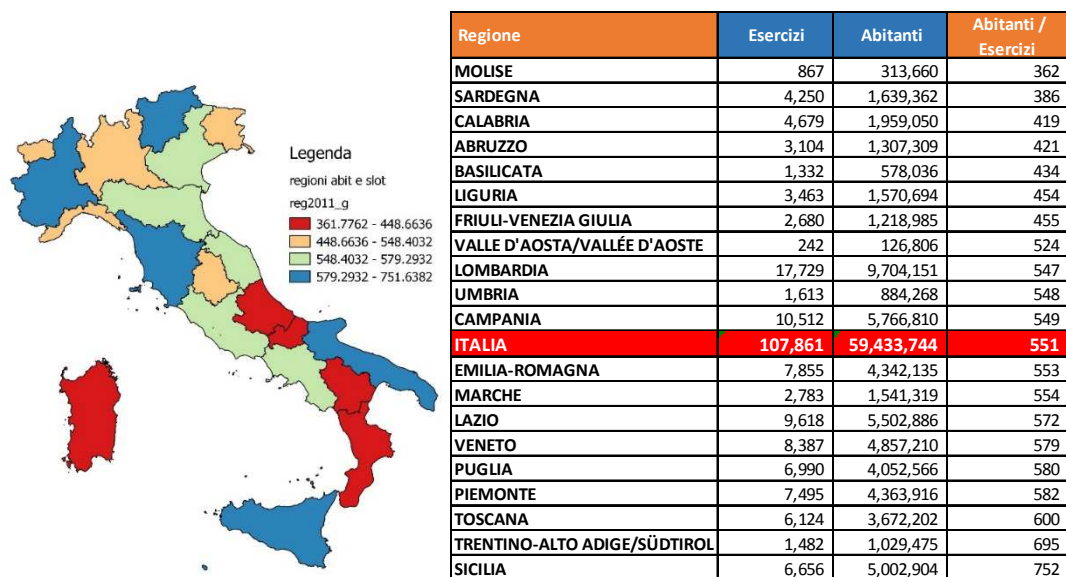 Legenda
regioni abit e slot
reg2011_g
361.7762 - 448.6636
448.6636 - 548.4032
548.4032 - 579.2932
579.2932 - 751.6382
Regione Esercizi Abitanti Abitanti /
Esercizi
MOLISE 867 313,660 362
SARDEGNA 4,250 1,639,362 386
CALABRIA 4,679 1,959,050 419
ABRUZZO 3,104 1,307,309 421
BASILICATA 1,332 578,036 434
LIGURIA 3,463 1,570,694 454
FRIULI-VENEZIA GIULIA 2,680 1,218,985 455
VALLE D'AOSTA/VALLÉE D'AOSTE 242 126,806 524
LOMBARDIA 17,729 9,704,151 547
UMBRIA 1,613 884,268 548
CAMPANIA 10,512 5,766,810 549
ITALIA 107,861 59,433,744 551
EMILIA-ROMAGNA 7,855 4,342,135 553
MARCHE 2,783 1,541,319 554
LAZIO 9,618 5,502,886 572
VENETO 8,387 4,857,210 579
PUGLIA 6,990 4,052,566 580
PIEMONTE 7,495 4,363,916 582
TOSCANA 6,124 3,672,202 600
TRENTINO-ALTO ADIGE/SÜDTIROL 1,482 1,029,475 695
SICILIA 6,656 5,002,904 752